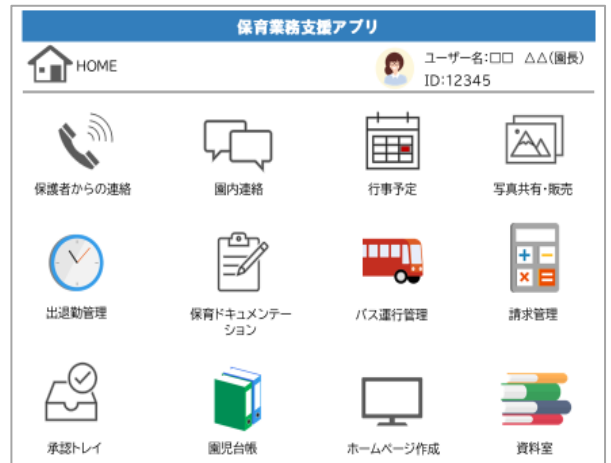 保育業務支援アプリ
HOME
ユーザー名:□□ △△(園長)
ID:12345
保護者からの連絡
園内連絡
行事予定
写真共有・販売
出退勤管理
保育ドキュメンテー
ション
バス運行管理
請求管理
承認トレイ
園児台帳
ホームページ作成
資料室